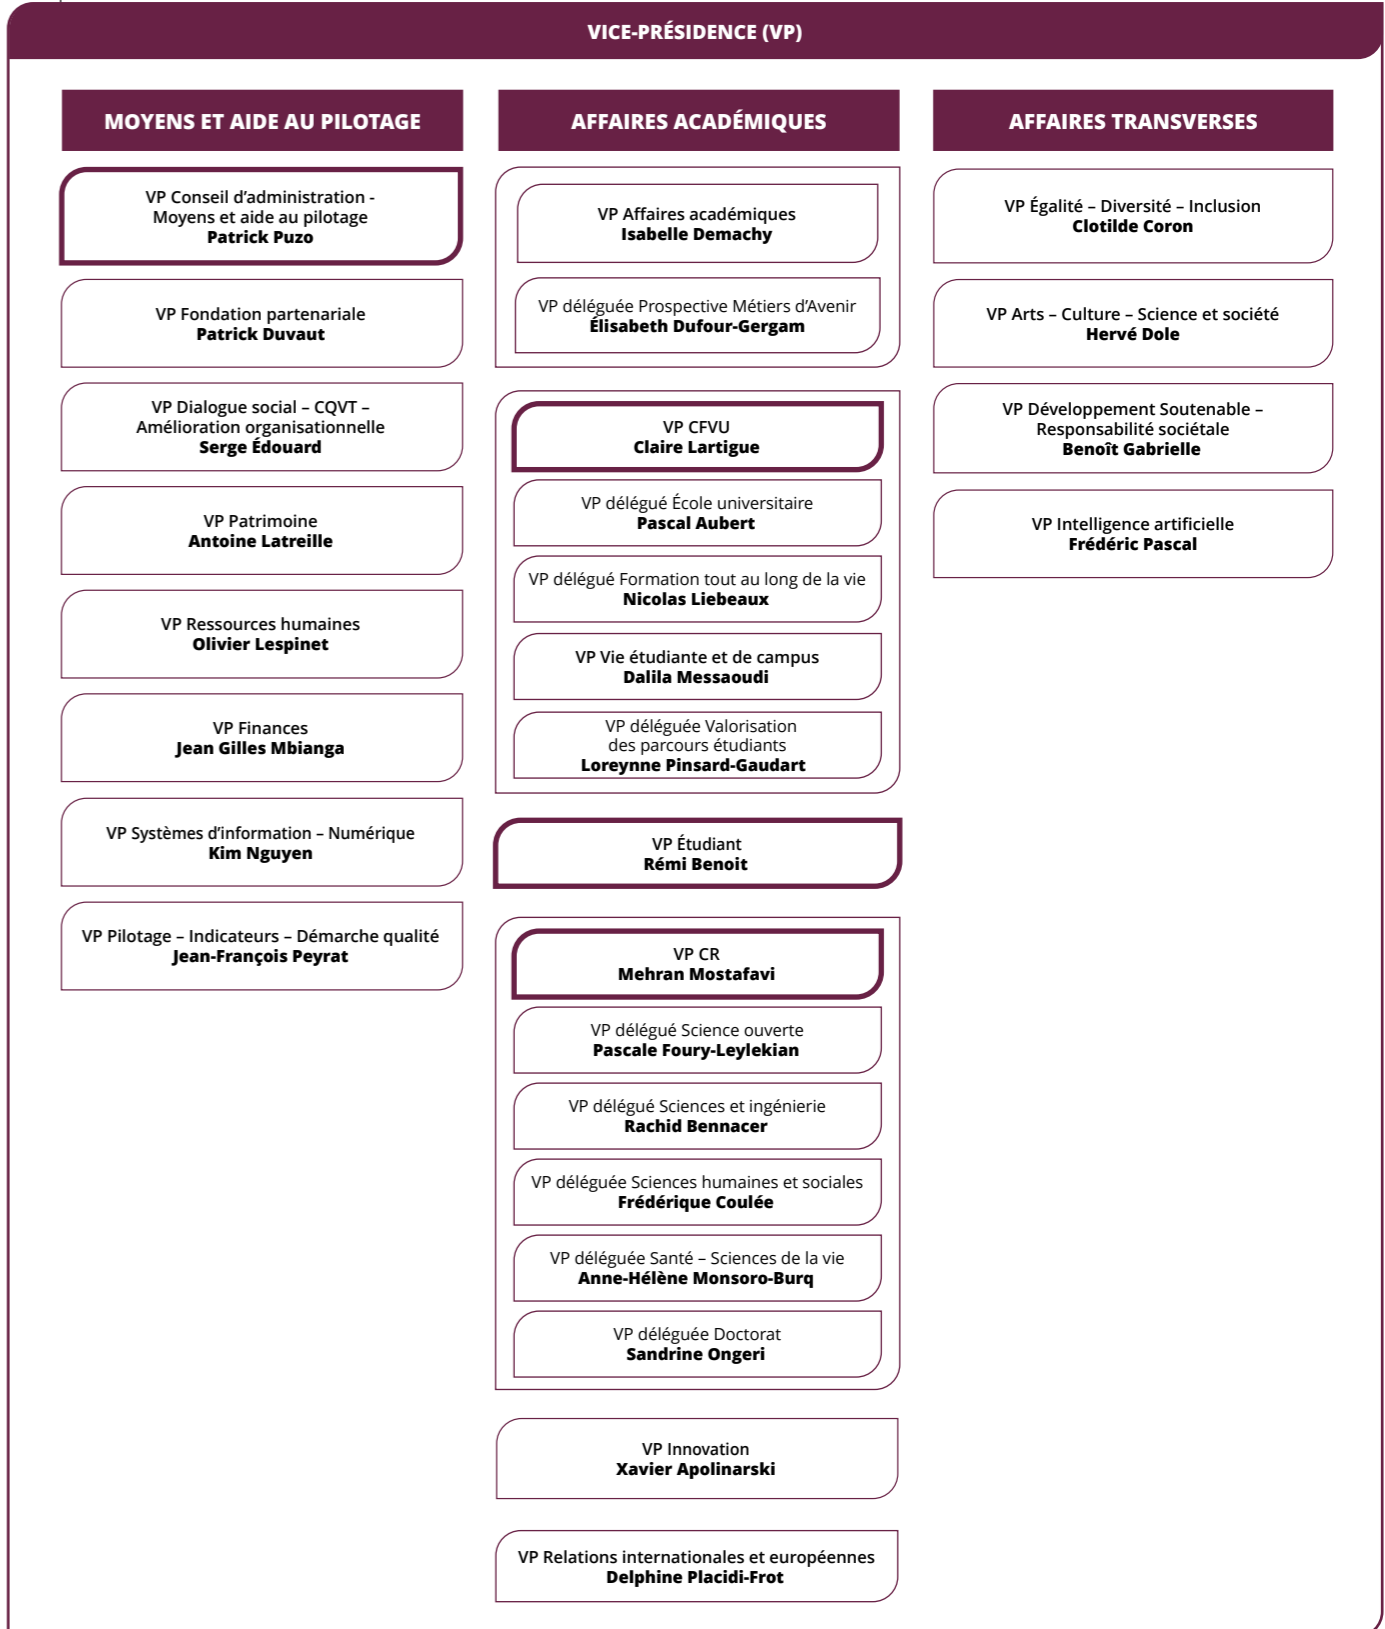 VICE-PRÉSIDENCE (VP)
MOYENS ET AIDE AU PILOTAGE
VP Conseil d’administration -
Moyens et aide au pilotage
Patrick Puzo
VP Fondation partenariale
Patrick Duvaut
VP Dialogue social – CQVT –
Amélioration organisationnelle
Serge Édouard
VP Patrimoine
Antoine Latreille
VP Ressources humaines
Olivier Lespinet
VP Finances
Jean Gilles Mbianga
VP Systèmes d’information – Numérique
Kim Nguyen
VP Pilotage – Indicateurs – Démarche qualité
Jean-François Peyrat
AFFAIRES ACADÉMIQUES
VP Affaires académiques
Isabelle Demachy
VP déléguée Prospective Métiers d’Avenir
Élisabeth Dufour-Gergam
VP CFVU
Claire Lartigue
VP délégué École universitaire
Pascal Aubert
VP délégué Formation tout au long de la vie
Nicolas Liebeaux
VP Vie étudiante et de campus
Dalila Messaoudi
VP déléguée Valorisation
des parcours étudiants
Loreynne Pinsard-Gaudart
VP Étudiant
Rémi Benoit
VP CR
Mehran Mostafavi
VP délégué Science ouverte
Pascale Foury-Leylekian
VP délégué Sciences et ingénierie
Rachid Bennacer
VP déléguée Sciences humaines et sociales
Frédérique Coulée
VP déléguée Santé – Sciences de la vie
Anne-Hélène Monsoro-Burq
VP déléguée Doctorat
Sandrine Ongeri
VP Innovation
Xavier Apolinarski
VP Relations internationales et européennes
Delphine Placidi-Frot
AFFAIRES TRANSVERSES
VP Égalité – Diversité – Inclusion
Clotilde Coron
VP Arts – Culture – Science et société
Hervé Dole
VP Développement Soutenable –
Responsabilité sociétale
Benoît Gabrielle
VP Intelligence artificielle
Frédéric Pascal